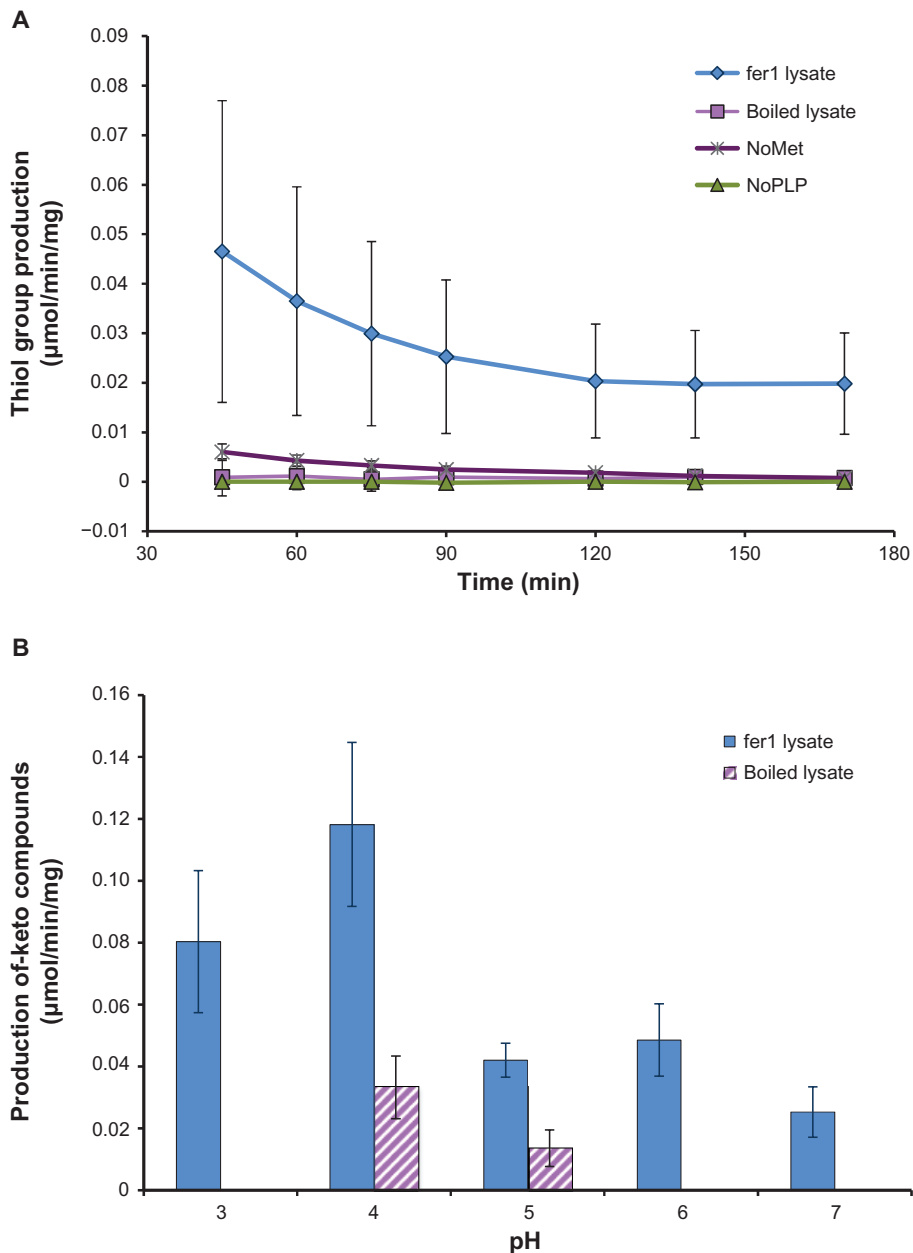 A
0.09
0.08
0.07
0.06
0.05
0.04
0.03
0.02
0.01
0
−0.01
Thiol group production
(μmol/min/mg)
fer1 lysate
Boiled lysate
NoMet
NoPLP
30 60 90 120 150 180
Time (min)
B
0.16
0.14
0.12
0.10
0.08
0.06
0.04
0.02
0
Production of-keto compounds
(μmol/min/mg)
fer1 lysate
Boiled lysate
3 4 5 6 7
pH